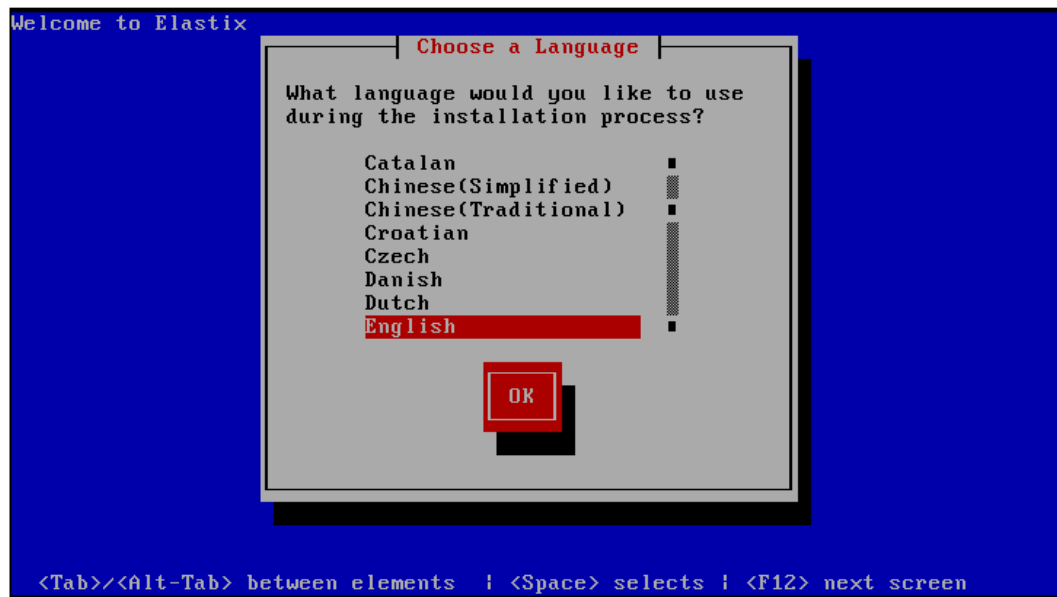 Welcome to Elastix
Choose a Language
What language would you like to use
during the installation process?
Catalan
Chinese(Simplified)
Chinese(Traditional)
Croatian
Czech
Danish
Dutch
English
OK
<Tab>/<Alt-Tab> between elements | <Space> selects | <F12> next screen